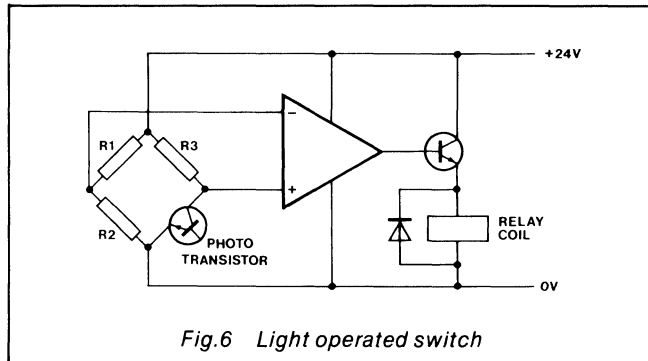 +24V
R1
R3
−
+
R2
PHOTO
TRANSISTOR
RELAY
COIL
0V
Fig.6 Light operated switch